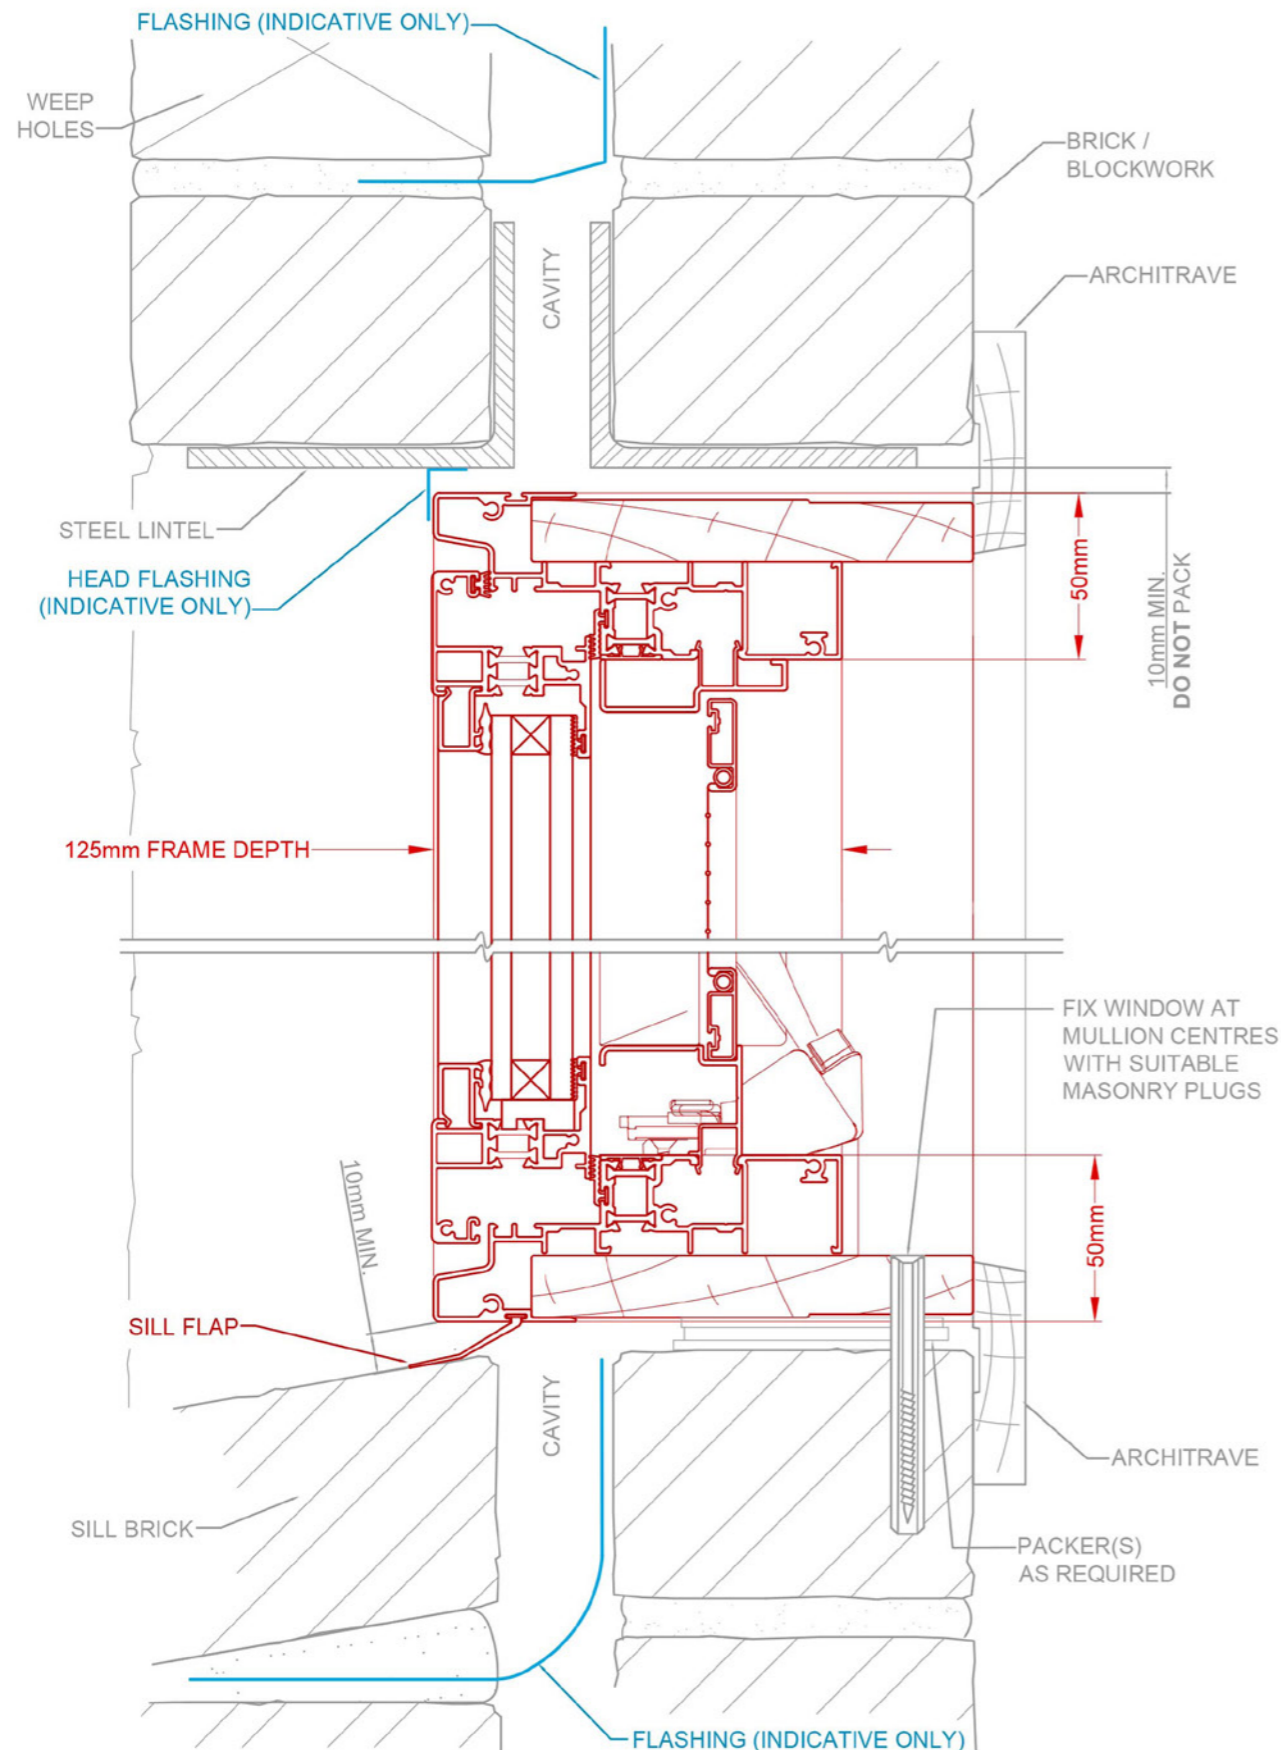 FLASHING (INDICATIVE ONLY)
WEEP
HOLES
BRICK /
BLOCKWORK
CAVITY
ARCHITRAVE
STEEL LINTEL
HEAD FLASHING
(INDICATIVE ONLY)
50mm
10mm MIN.
DO NOT PACK
125mm FRAME DEPTH
FIX WINDOW AT
MULLION CENTRES
WITH SUITABLE
MASONRY PLUGS
10mm MIN.
50mm
SILL FLAP
CAVITY
ARCHITRAVE
SILL BRICK
PACKER(S)
AS REQUIRED
FLASHING (INDICATIVE ONLY)